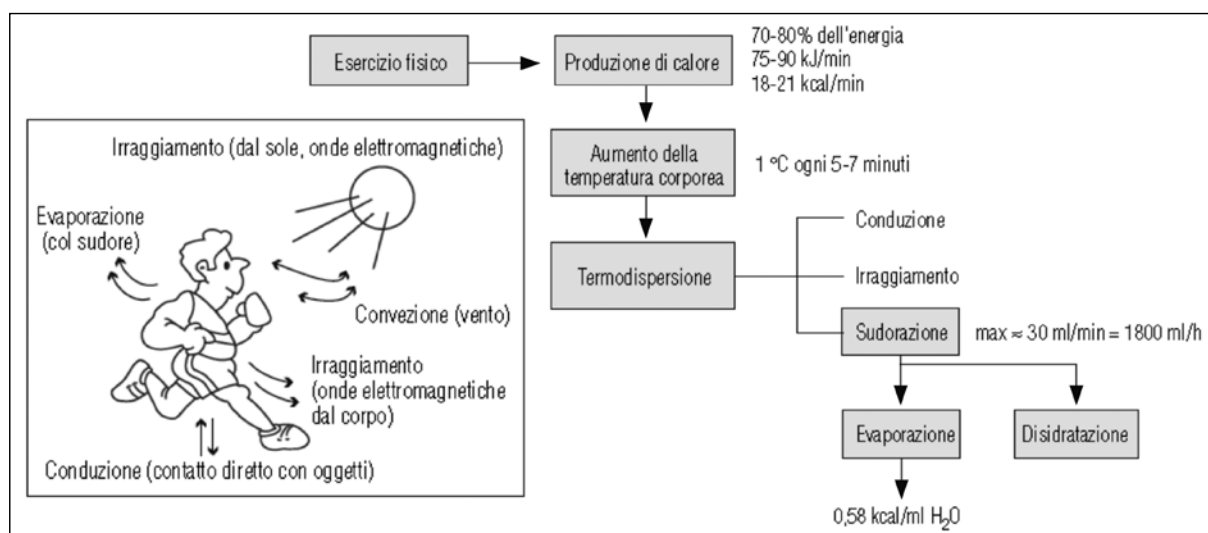 Esercizio fisico
Produzione di calore
70-80% dell'energia
75-90 kJ/min
18-21 kcal/min
Aumento della
temperatura corporea
1 °C ogni 5-7 minuti
Termodispersione
Conduzione
Irraggiamento
Sudorazione
max ≈ 30 ml/min = 1800 ml/h
Evaporazione
Disidratazione
0,58 kcal/ml H₂O
Irraggiamento (dal sole, onde elettromagnetiche)
Evaporazione
(col sudore)
Convezione (vento)
Irraggiamento
(onde elettromagnetiche
dal corpo)
Conduzione (contatto diretto con oggetti)